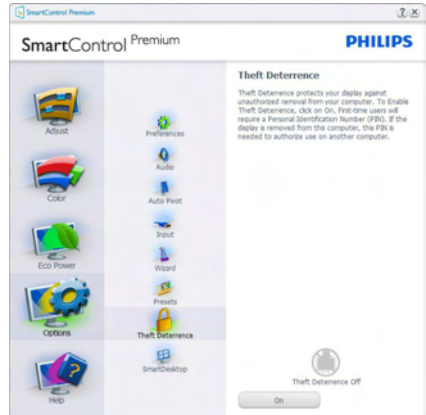 SmartControl Premium
? ×
SmartControl Premium
PHILIPS
Adjust
Color
Eco Power
Options
Help
Preferences
Audio
Auto Pivot
Input
Wizard
Presets
Theft Deterrence
SmartDesktop
Theft Deterrence
Theft Deterrence protects your display against
unauthorized removal from your computer. To Enable
Theft Deterrence, click on On. First-time users will
require a Personal Identification Number (PIN). If the
display is removed from this computer, this PIN is
needed to authorize use on another computer.
Theft Deterrence Off
On